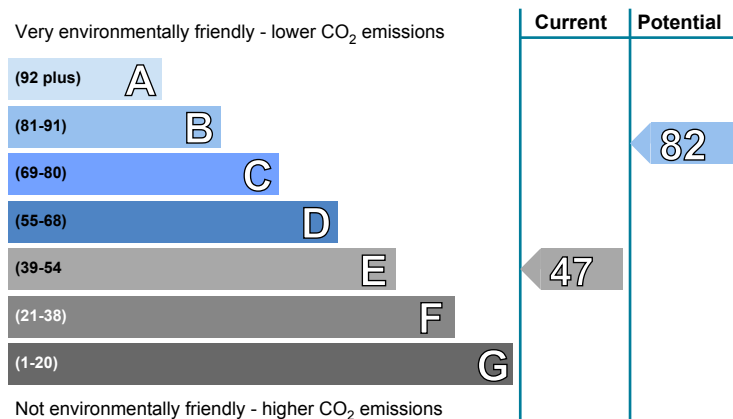 Very environmentally friendly - lower CO₂ emissions
Current
Potential
(92 plus) A
(81-91) B
82
(69-80) C
(55-68) D
(39-54 E
47
(21-38) F
(1-20) G
Not environmentally friendly - higher CO₂ emissions